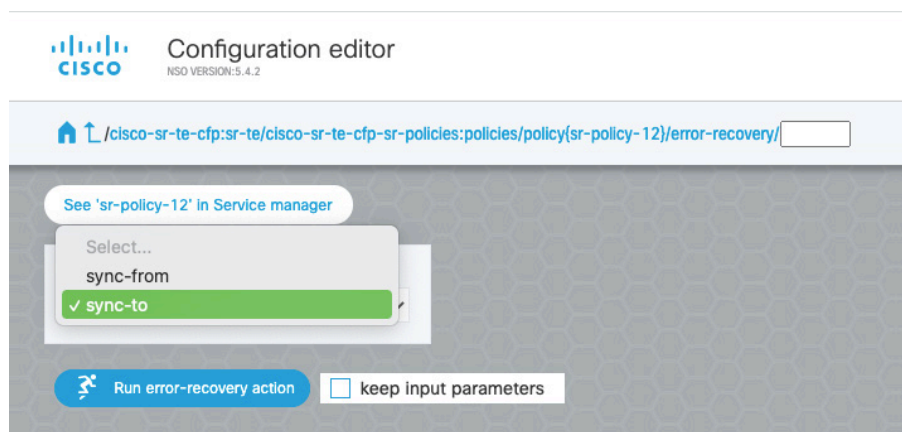 CISCO
Configuration editor
NSO VERSION:5.4.2
/cisco-sr-te-cfp:sr-te/cisco-sr-te-cfp-sr-policies:policies/policy{sr-policy-12}/error-recovery/
See 'sr-policy-12' in Service manager
Select...
sync-from
✓ sync-to
Run error-recovery action
keep input parameters